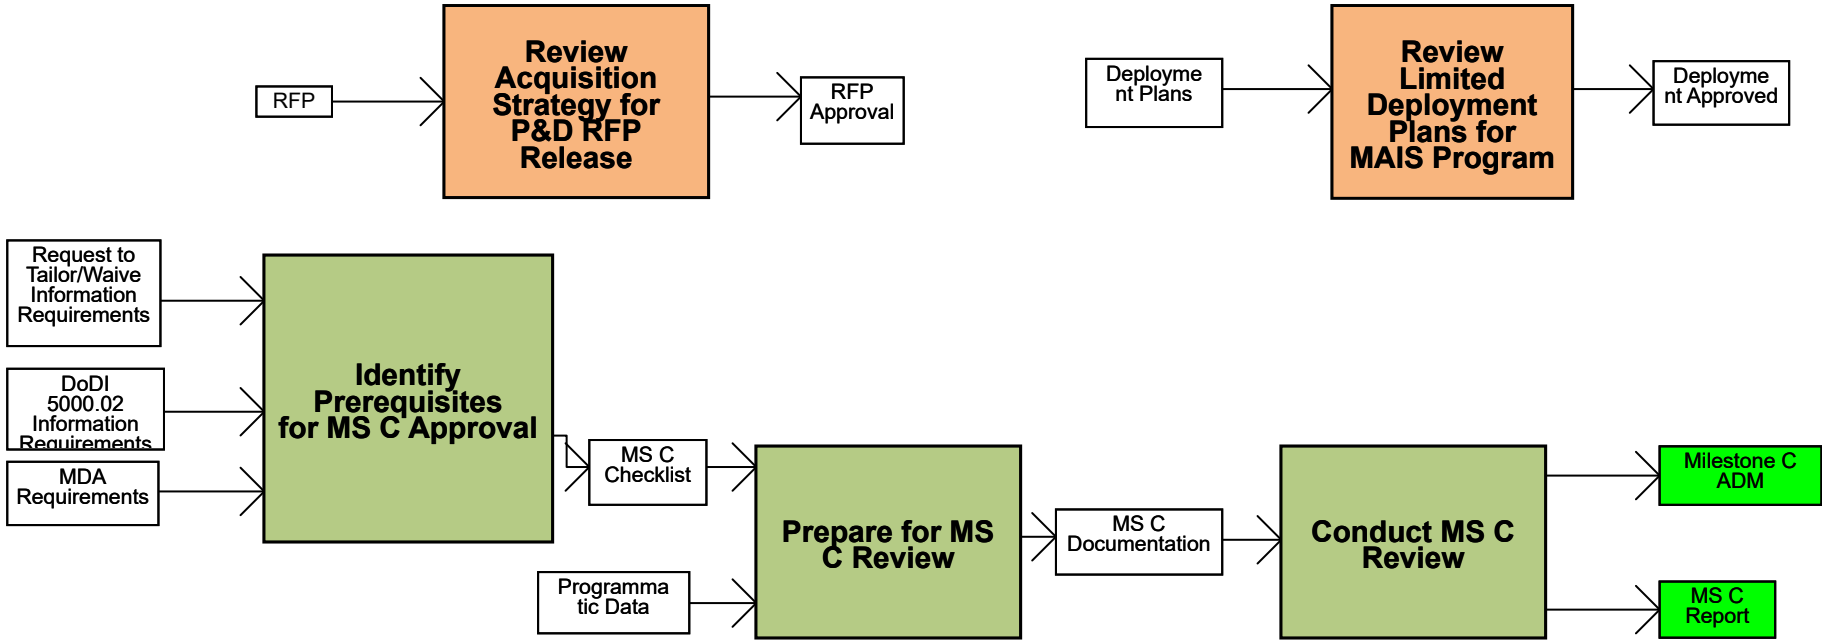 Review
Acquisition
Strategy for
P&D RFP
Release
RFP
RFP
Approval
Review
Limited
Deployment
Plans for
MAIS Program
Deployme
nt Plans
Deployme
nt Approved
Request to
Tailor/Waive
Information
Requirements
DoDI
5000.02
Information
Requirements
MDA
Requirements
Identify
Prerequisites
for MS C Approval
MS C
Checklist
Programma
tic Data
Prepare for MS
C Review
MS C
Documentation
Conduct MS C
Review
Milestone C
ADM
MS C
Report